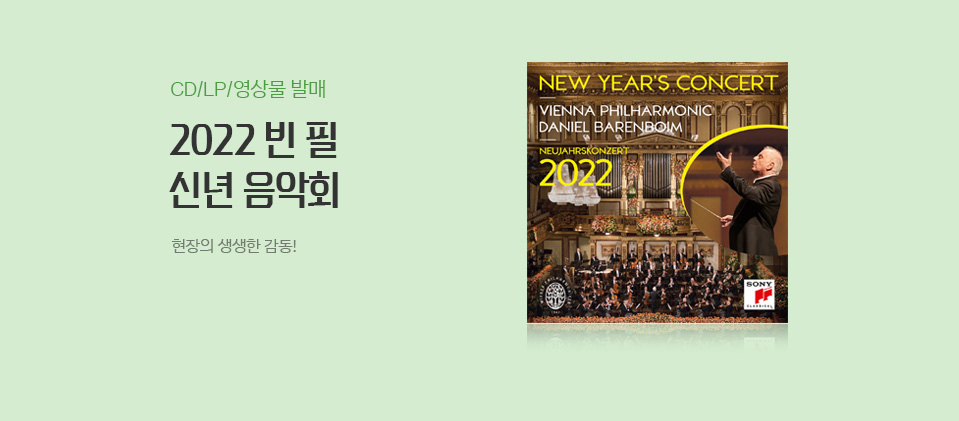 CD/LP/영상물 발매
2022 빈 필
신년 음악회
현장의 생생한 감동!
NEW YEAR'S CONCERT
VIENNA PHILHARMONIC
DANIEL BARENBOIM
NEUJAHRSKONZERT
2022
SONY
CLASSICAL